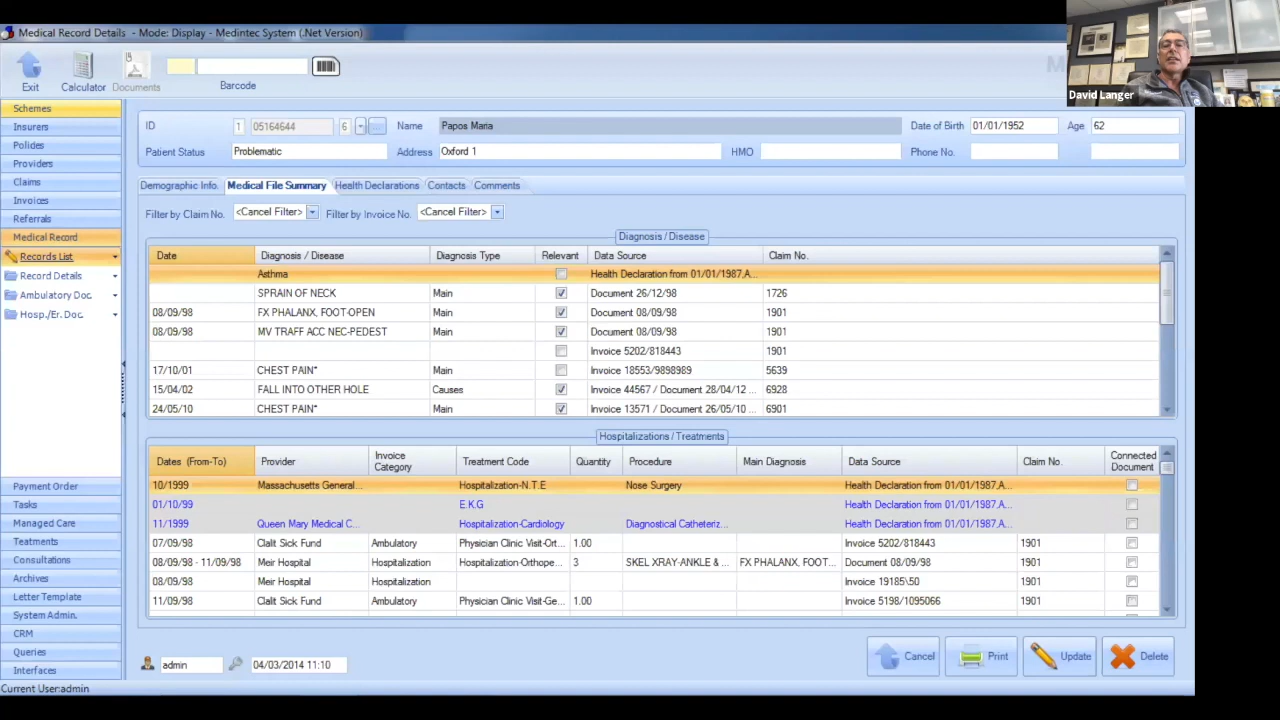 Medical Record Details - Mode: Display - Medintec System (.Net Version)
Exit Calculator Documents Barcode
David Langer
Schemes
Insurers
Polides
Providers
Claims
Invoices
Referrals
Medical Record
Records List
Record Details
Ambulatory Doc.
Hosp./Er. Doc.
Payment Order
Tasks
Managed Care
Teatments
Consultations
Archives
Letter Template
System Admin.
CRM
Queries
Interfaces
ID 1 05164644 6 Name Papos Maria Date of Birth 01/01/1952 Age 62
Patient Status Problematic Address Oxford 1 HMO Phone No.
Demographic Info. Medical File Summary Health Declarations Contacts Comments
Filter by Claim No. <Cancel Filter> Filter by Invoice No. <Cancel Filter>
Diagnosis / Disease
Date Diagnosis / Disease Diagnosis Type Relevant Data Source Claim No.
Asthma Health Declaration from 01/01/1987,A...
SPRAIN OF NECK Main Document 26/12/98 1726
08/09/98 FX PHALANX, FOOT-OPEN Main Document 08/09/98 1901
08/09/98 MV TRAFF ACC NEC-PEDEST Main Document 08/09/98 1901
Invoice 5202/818443 1901
17/10/01 CHEST PAIN* Main Invoice 18553/9898989 5639
15/04/02 FALL INTO OTHER HOLE Causes Invoice 44567 / Document 28/04/12 ... 6928
24/05/10 CHEST PAIN* Main Invoice 13571 / Document 26/05/10 ... 6901
Hospitalizations / Treatments
Dates (From-To) Provider Invoice Category Treatment Code Quantity Procedure Main Diagnosis Data Source Claim No. Connected Document
10/1999 Massachusetts General... Hospitalization-N.T.E Nose Surgery Health Declaration from 01/01/1987,A...
01/10/99 E.K.G Health Declaration from 01/01/1987,A...
11/1999 Queen Mary Medical C... Hospitalization-Cardiology Diagnostical Catheteriz... Health Declaration from 01/01/1987,A...
07/09/98 Clalit Sick Fund Ambulatory Physician Clinic Visit-Ort... 1.00 Invoice 5202/818443 1901
08/09/98 - 11/09/98 Meir Hospital Hospitalization Hospitalization-Orthope... 3 SKEL XRAY-ANKLE & ... FX PHALANX, FOOT... Document 08/09/98 1901
08/09/98 Meir Hospital Hospitalization Invoice 19185\50 1901
11/09/98 Clalit Sick Fund Ambulatory Physician Clinic Visit-Ge... 1.00 Invoice 5198/1095066 1901
admin 04/03/2014 11:10
Cancel Print Update Delete
Current User:admin